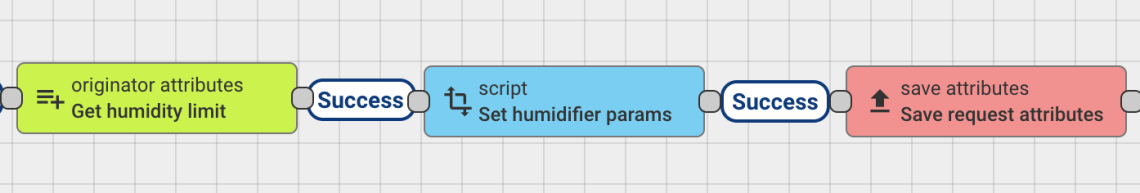 originator attributes
Get humidity limit
Success
script
Set humidifier params
Success
save attributes
Save request attributes